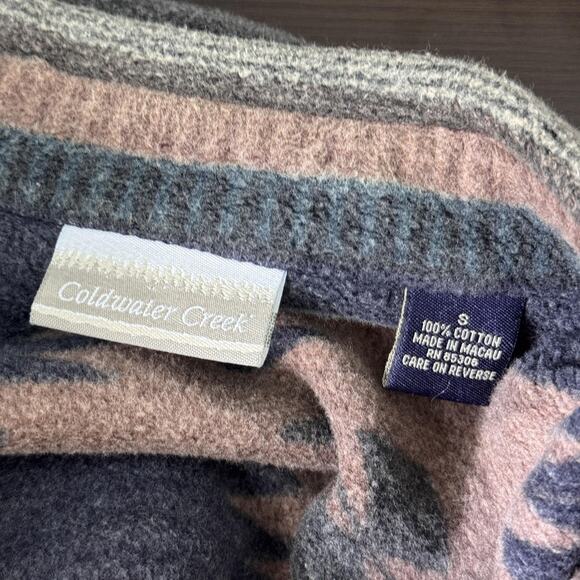 Coldwater Creek
S
100% COTTON
MADE IN MACAU
RN 85306
CARE ON REVERSE